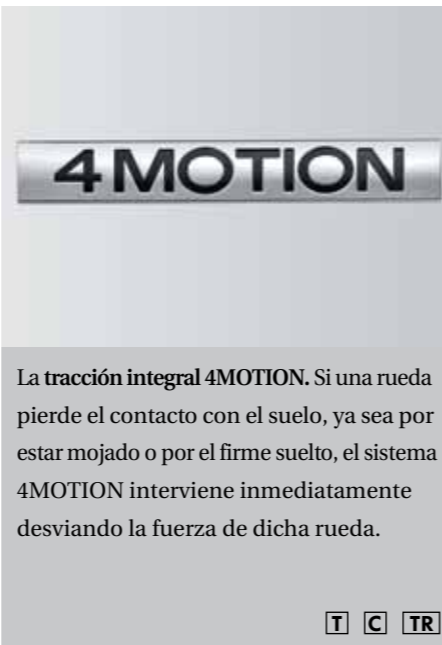 4MOTION
La tracción integral 4MOTION. Si una rueda
pierde el contacto con el suelo, ya sea por
estar mojado o por el firme suelto, el sistema
4MOTION interviene inmediatamente
desviando la fuerza de dicha rueda.
T C TR